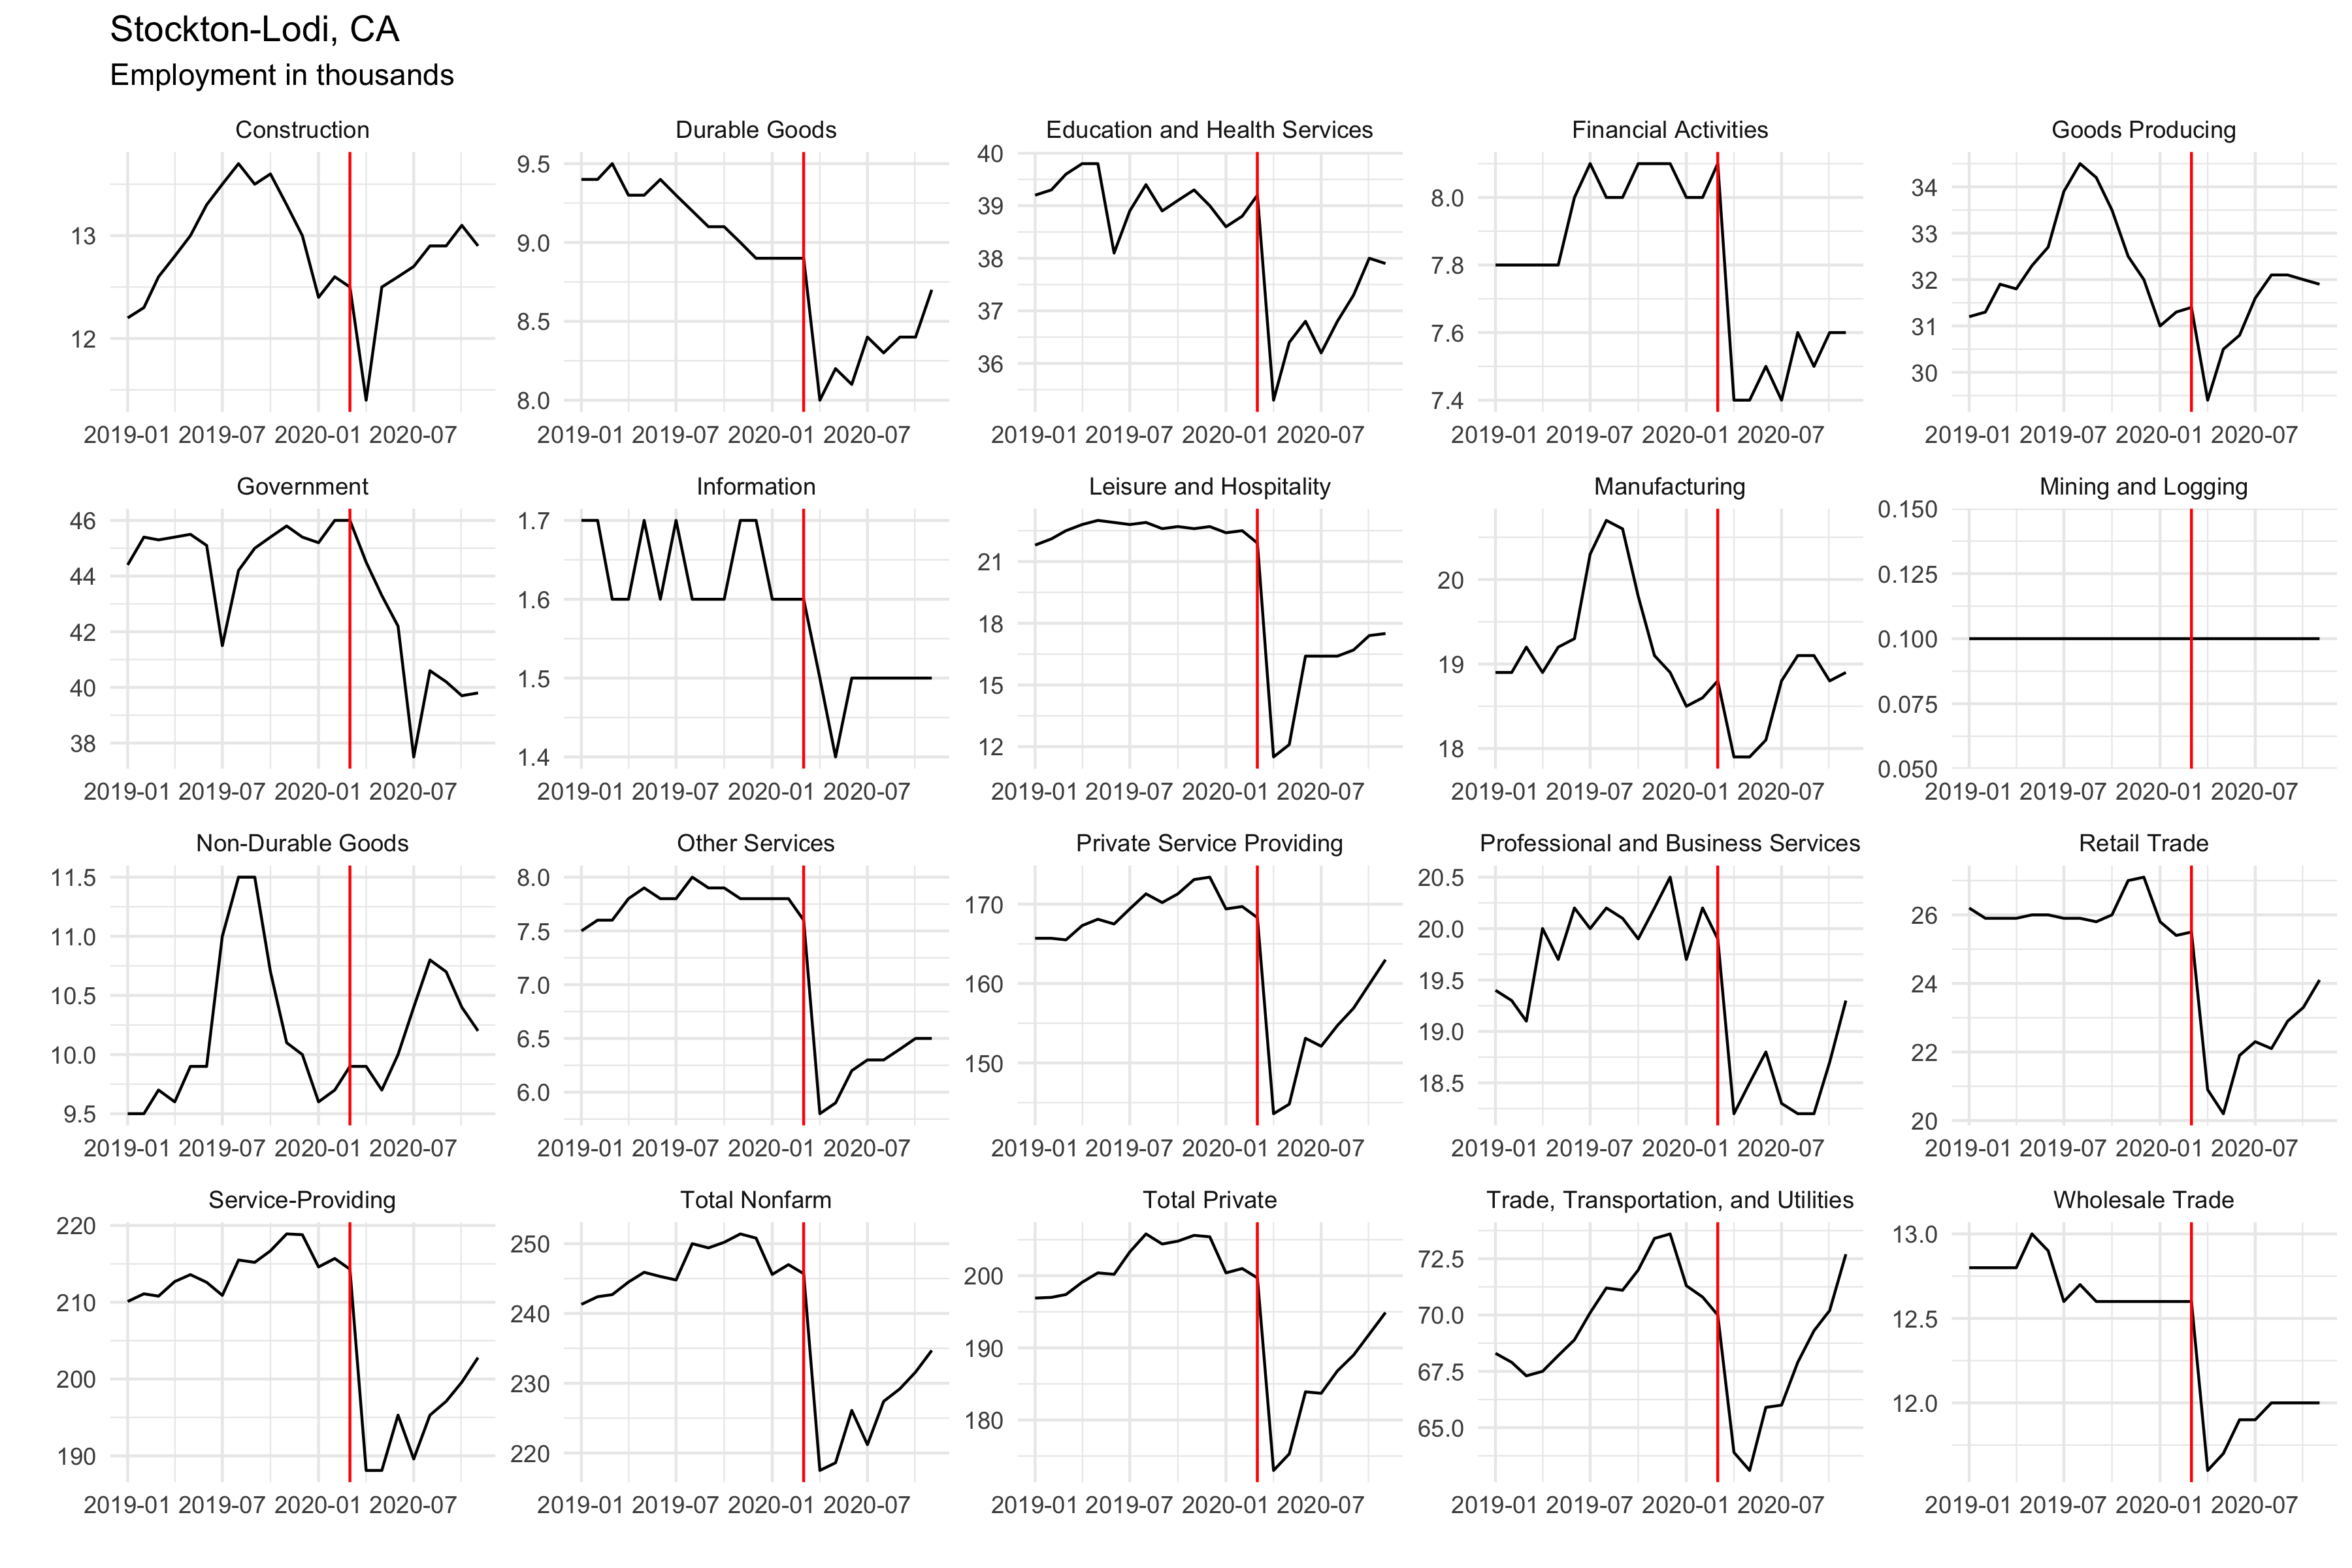 Stockton-Lodi, CA
Employment in thousands
Construction
13
12
2019-01 2019-07 2020-01 2020-07
Durable Goods
9.5
9.0
8.5
8.0
2019-01 2019-07 2020-01 2020-07
Education and Health Services
40
39
38
37
36
2019-01 2019-07 2020-01 2020-07
Financial Activities
8.0
7.8
7.6
7.4
2019-01 2019-07 2020-01 2020-07
Goods Producing
34
33
32
31
30
2019-01 2019-07 2020-01 2020-07
Government
46
44
42
40
38
2019-01 2019-07 2020-01 2020-07
Information
1.7
1.6
1.5
1.4
2019-01 2019-07 2020-01 2020-07
Leisure and Hospitality
21
18
15
12
2019-01 2019-07 2020-01 2020-07
Manufacturing
20
19
18
2019-01 2019-07 2020-01 2020-07
Mining and Logging
0.150
0.125
0.100
0.075
0.050
2019-01 2019-07 2020-01 2020-07
Non-Durable Goods
11.5
11.0
10.5
10.0
9.5
2019-01 2019-07 2020-01 2020-07
Other Services
8.0
7.5
7.0
6.5
6.0
2019-01 2019-07 2020-01 2020-07
Private Service Providing
170
160
150
2019-01 2019-07 2020-01 2020-07
Professional and Business Services
20.5
20.0
19.5
19.0
18.5
2019-01 2019-07 2020-01 2020-07
Retail Trade
26
24
22
20
2019-01 2019-07 2020-01 2020-07
Service-Providing
220
210
200
190
2019-01 2019-07 2020-01 2020-07
Total Nonfarm
250
240
230
220
2019-01 2019-07 2020-01 2020-07
Total Private
200
190
180
2019-01 2019-07 2020-01 2020-07
Trade, Transportation, and Utilities
72.5
70.0
67.5
65.0
2019-01 2019-07 2020-01 2020-07
Wholesale Trade
13.0
12.5
12.0
2019-01 2019-07 2020-01 2020-07